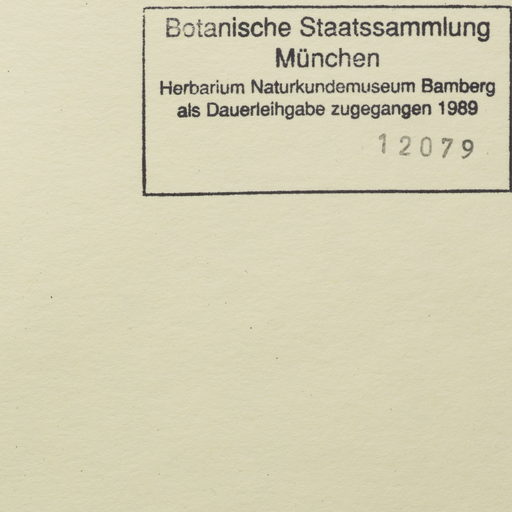 Botanische Staatssammlung
München
Herbarium Naturkundemuseum Bamberg
als Dauerleihgabe zugegangen 1989
12079